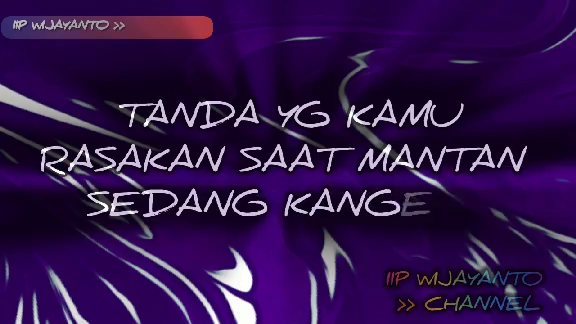 IIP WIJAYANTO >>
TANDA YG KAMU
RASAKAN SAAT MANTAN
SEDANG KANGE
IIP WIJAYANTO
>> CHANNEL